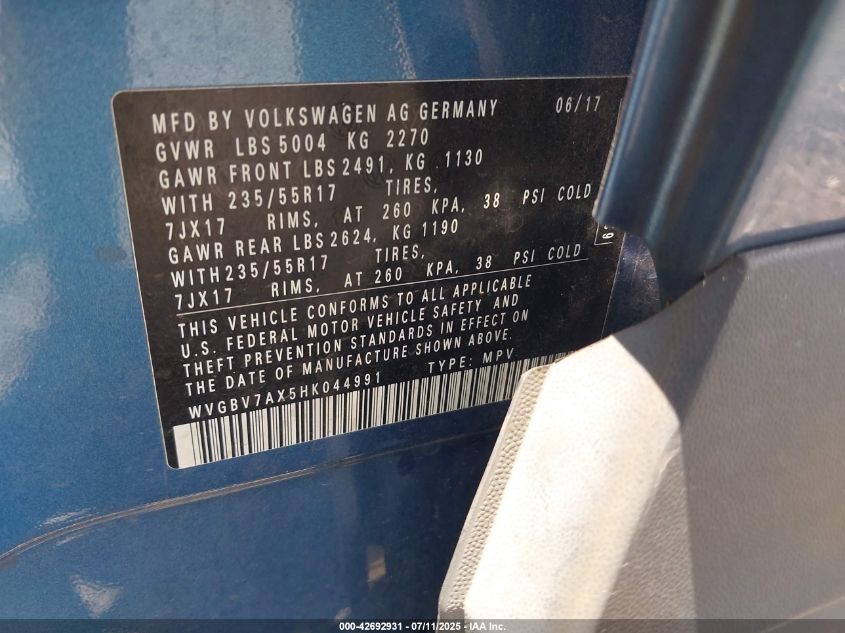 MFD BY VOLKSWAGEN AG GERMANY 06/17
GVWR LBS 5004 KG 2270
GAWR FRONT LBS 2491, KG 1130
WITH 235/55R17 TIRES,
7JX17 RIMS, AT 260 KPA, 38 PSI COLD
GAWR REAR LBS 2624, KG 1190
WITH 235/55R17 TIRES,
7JX17 RIMS, AT 260 KPA, 38 PSI COLD
THIS VEHICLE CONFORMS TO ALL APPLICABLE
U.S. FEDERAL MOTOR VEHICLE SAFETY AND
THEFT PREVENTION STANDARDS IN EFFECT ON
THE DATE OF MANUFACTURE SHOWN ABOVE.
WVGBV7AX5HK044991 TYPE: MPV
000-42692931 - 07/11/2025 - IAA Inc.